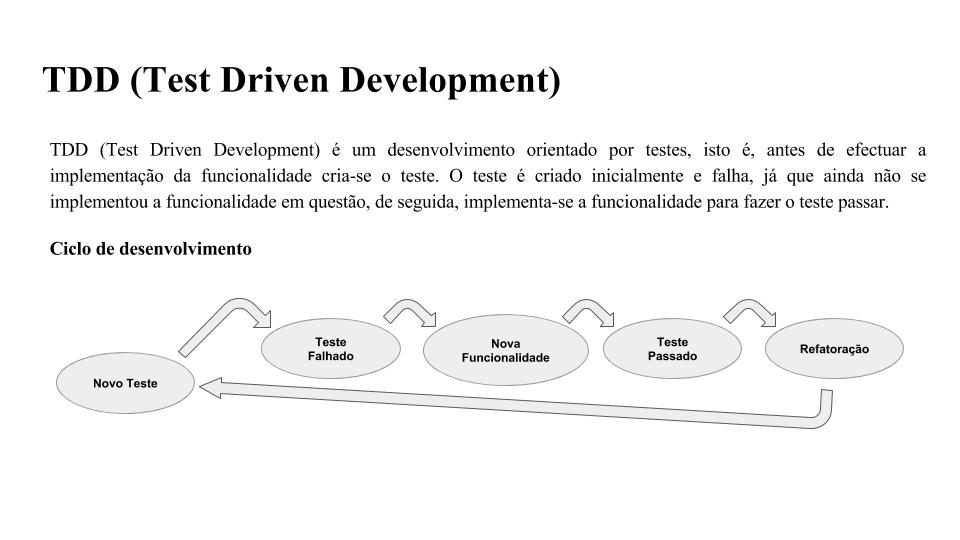 TDD (Test Driven Development)
TDD (Test Driven Development) é um desenvolvimento orientado por testes, isto é, antes de efectuar a
implementação da funcionalidade cria-se o teste. O teste é criado inicialmente e falha, já que ainda não se
implementou a funcionalidade em questão, de seguida, implementa-se a funcionalidade para fazer o teste passar.
Ciclo de desenvolvimento
Novo Teste
Teste
Falhado
Nova
Funcionalidade
Teste
Passado
Refatoração